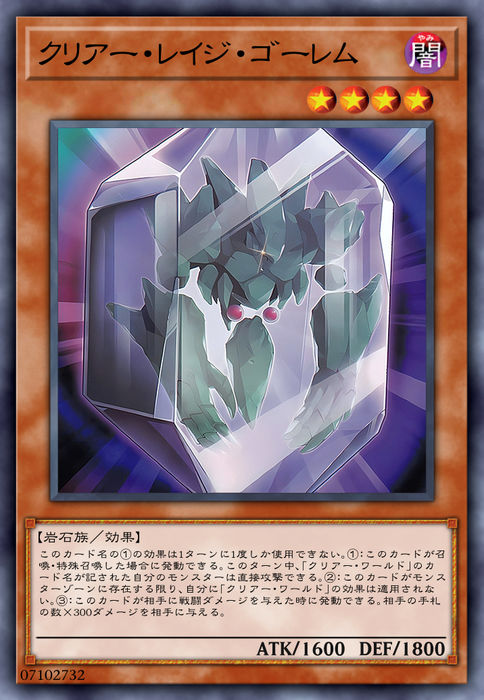 クリアー・レイジ・ゴーレム
やみ
闇
【岩石族／効果】
このカード名の①の効果は1ターンに1度しか使用できない。①：このカードが召
喚・特殊召喚した場合に発動できる。このターン中、「クリアー・ワールド」のカ
ード名が記された自分のモンスターは直接攻撃できる。②：このカードがモンス
ターゾーンに存在する限り、自分に「クリアー・ワールド」の効果は適用されな
い。③：このカードが相手に戦闘ダメージを与えた時に発動できる。相手の手札
の数×300ダメージを相手に与える。
ATK/1600 DEF/1800
07102732